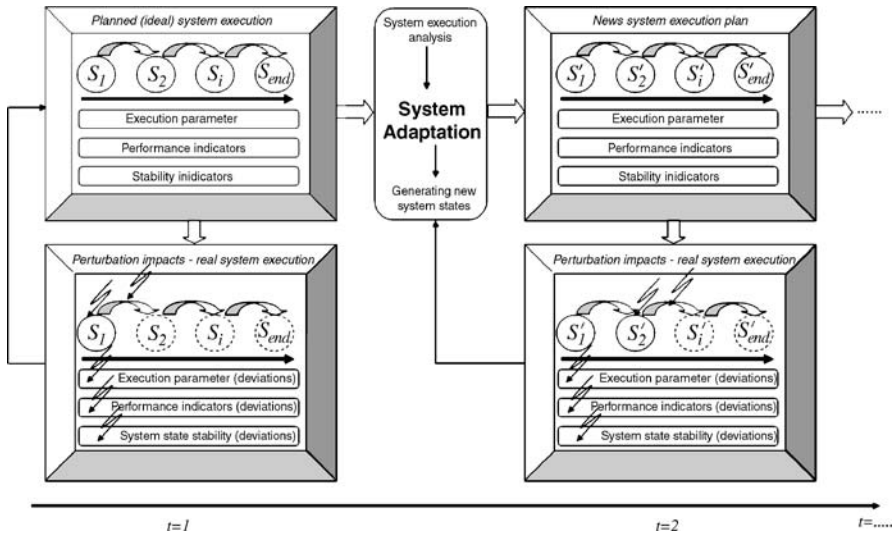 Planned (ideal) system execution
S1 S2 Si Send
Execution parameter
Performance indicators
Stability inidicators
System execution
analysis
System
Adaptation
Generating new
system states
News system execution plan
S'1 S'2 S'i S'end
Execution parameter
Performance indicators
Stability inidicators
......
Perturbation impacts - real system execution
S1 S2 Si Send
Execution parameter (deviations)
Performance indicators (deviations)
System state stability (deviations)
Perturbation impacts - real system execution
S'1 S'2 S'i S'end
Execution parameter (deviations)
Performance indicators (deviations)
System state stability (deviations)
t=1 t=2 t=.....